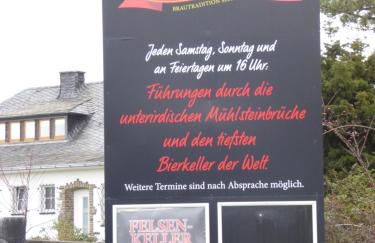 BRAUTRADITION
Jeden Samstag, Sonntag und
an Feiertagen um 16 Uhr:
Führungen durch die
unterirdischen Mühlsteinbrüche
und den tiefsten
Bierkeller der Welt.
Weitere Termine sind nach Absprache möglich.
FELSEN-
KELLER